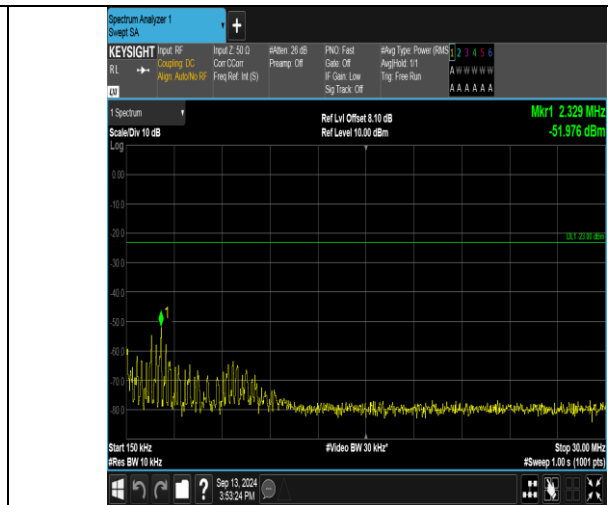 Spectrum Analyzer 1
Swept SA
+
KEYSIGHT
RL
Input: RF
Coupling: DC
Align: Auto/No RF
Input Z: 50 Ω
Corr CCorr
Freq Ref: Int (S)
#Atten: 26 dB
Preamp: Off
PNO: Fast
Gate: Off
IF Gain: Low
Sig Track: Off
#Avg Type: Power (RMS
Avg|Hold: 1/1
Trig: Free Run
1 2 3 4 5 6
A W W W W W
A A A A A A
1 Spectrum
Scale/Div 10 dB
Log
Ref Lvl Offset 8.10 dB
Ref Level 10.00 dBm
Mkr1 2.329 MHz
-51.976 dBm
0.00
-10.0
-20.0
DL1 -23.00 dBm
-30.0
-40.0
-50.0
1
-60.0
-70.0
-80.0
Start 150 kHz
#Res BW 10 kHz
#Video BW 30 kHz*
Stop 30.00 MHz
#Sweep 1.00 s (1001 pts)
?
Sep 13, 2024
3:53:24 PM